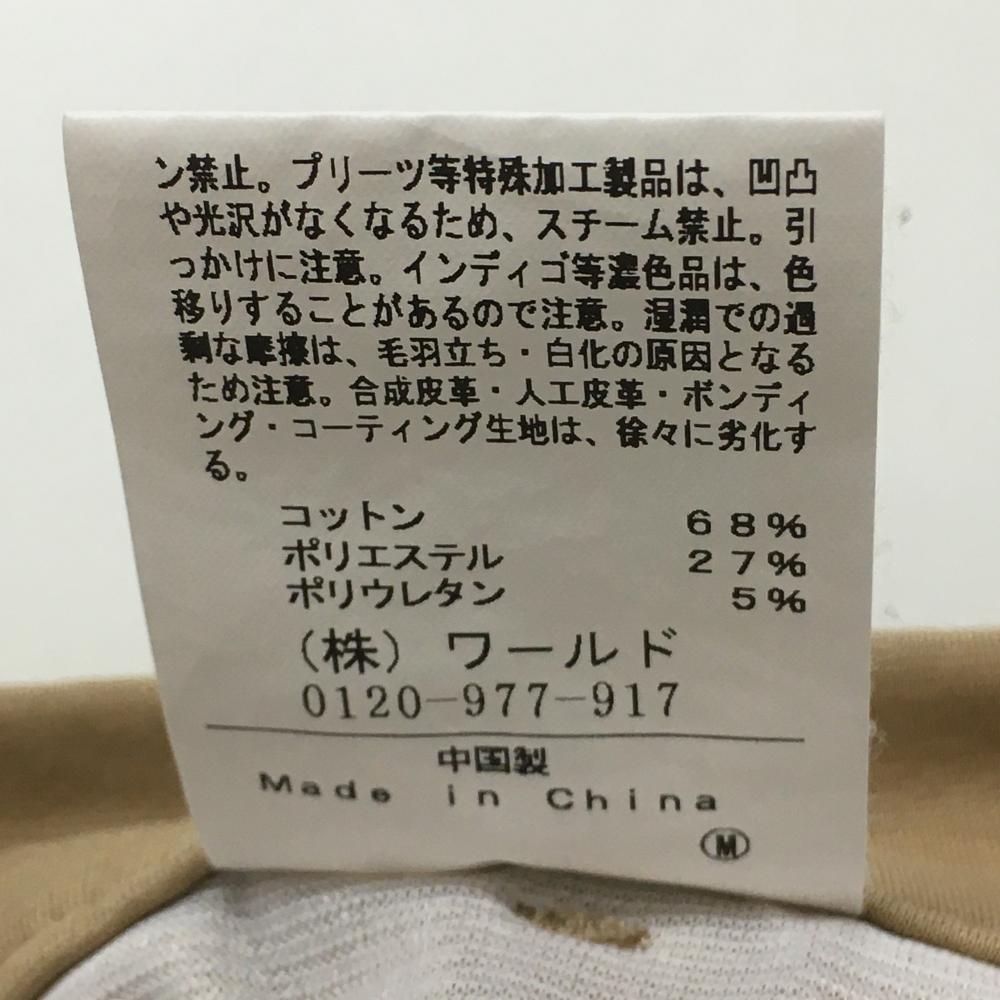 ン禁止。プリーツ等特殊加工製品は、凹凸
や光沢がなくなるため、スチーム禁止。引
っかけに注意。インディゴ等濃色品は、色
移りすることがあるので注意。湿潤での過
剰な摩擦は、毛羽立ち・白化の原因となる
ため注意。合成皮革・人工皮革・ボンディ
ング・コーティング生地は、徐々に劣化す
る。
コットン 68%
ポリエステル 27%
ポリウレタン 5%
(株) ワールド
0120-977-917
中国製
Made in China
Ⓜ